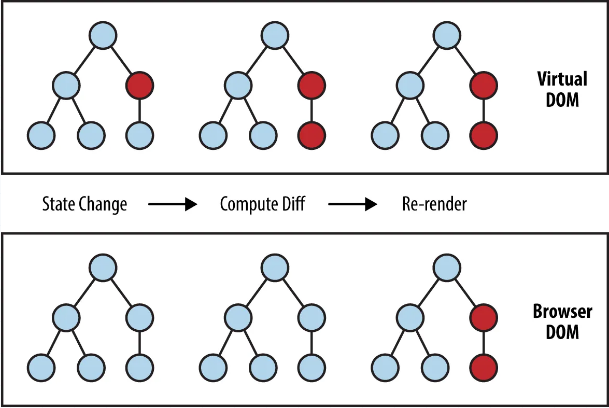 Virtual
DOM
State Change
Compute Diff
Re-render
Browser
DOM